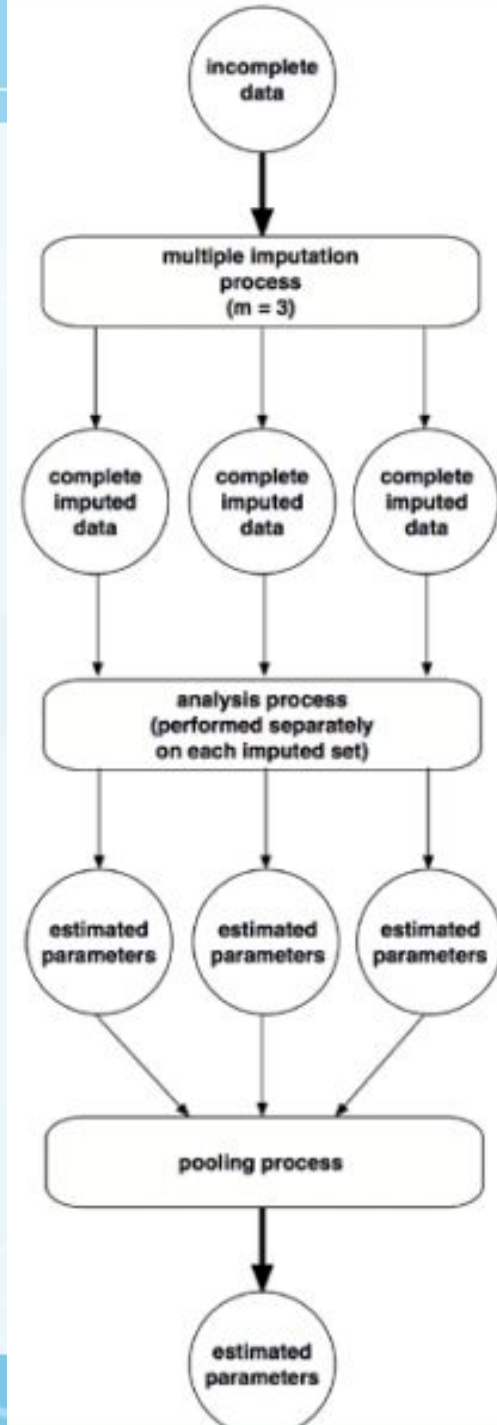 incomplete
data
multiple imputation
process
(m = 3)
complete
imputed
data
complete
imputed
data
complete
imputed
data
analysis process
(performed separately
on each imputed set)
estimated
parameters
estimated
parameters
estimated
parameters
pooling process
estimated
parameters